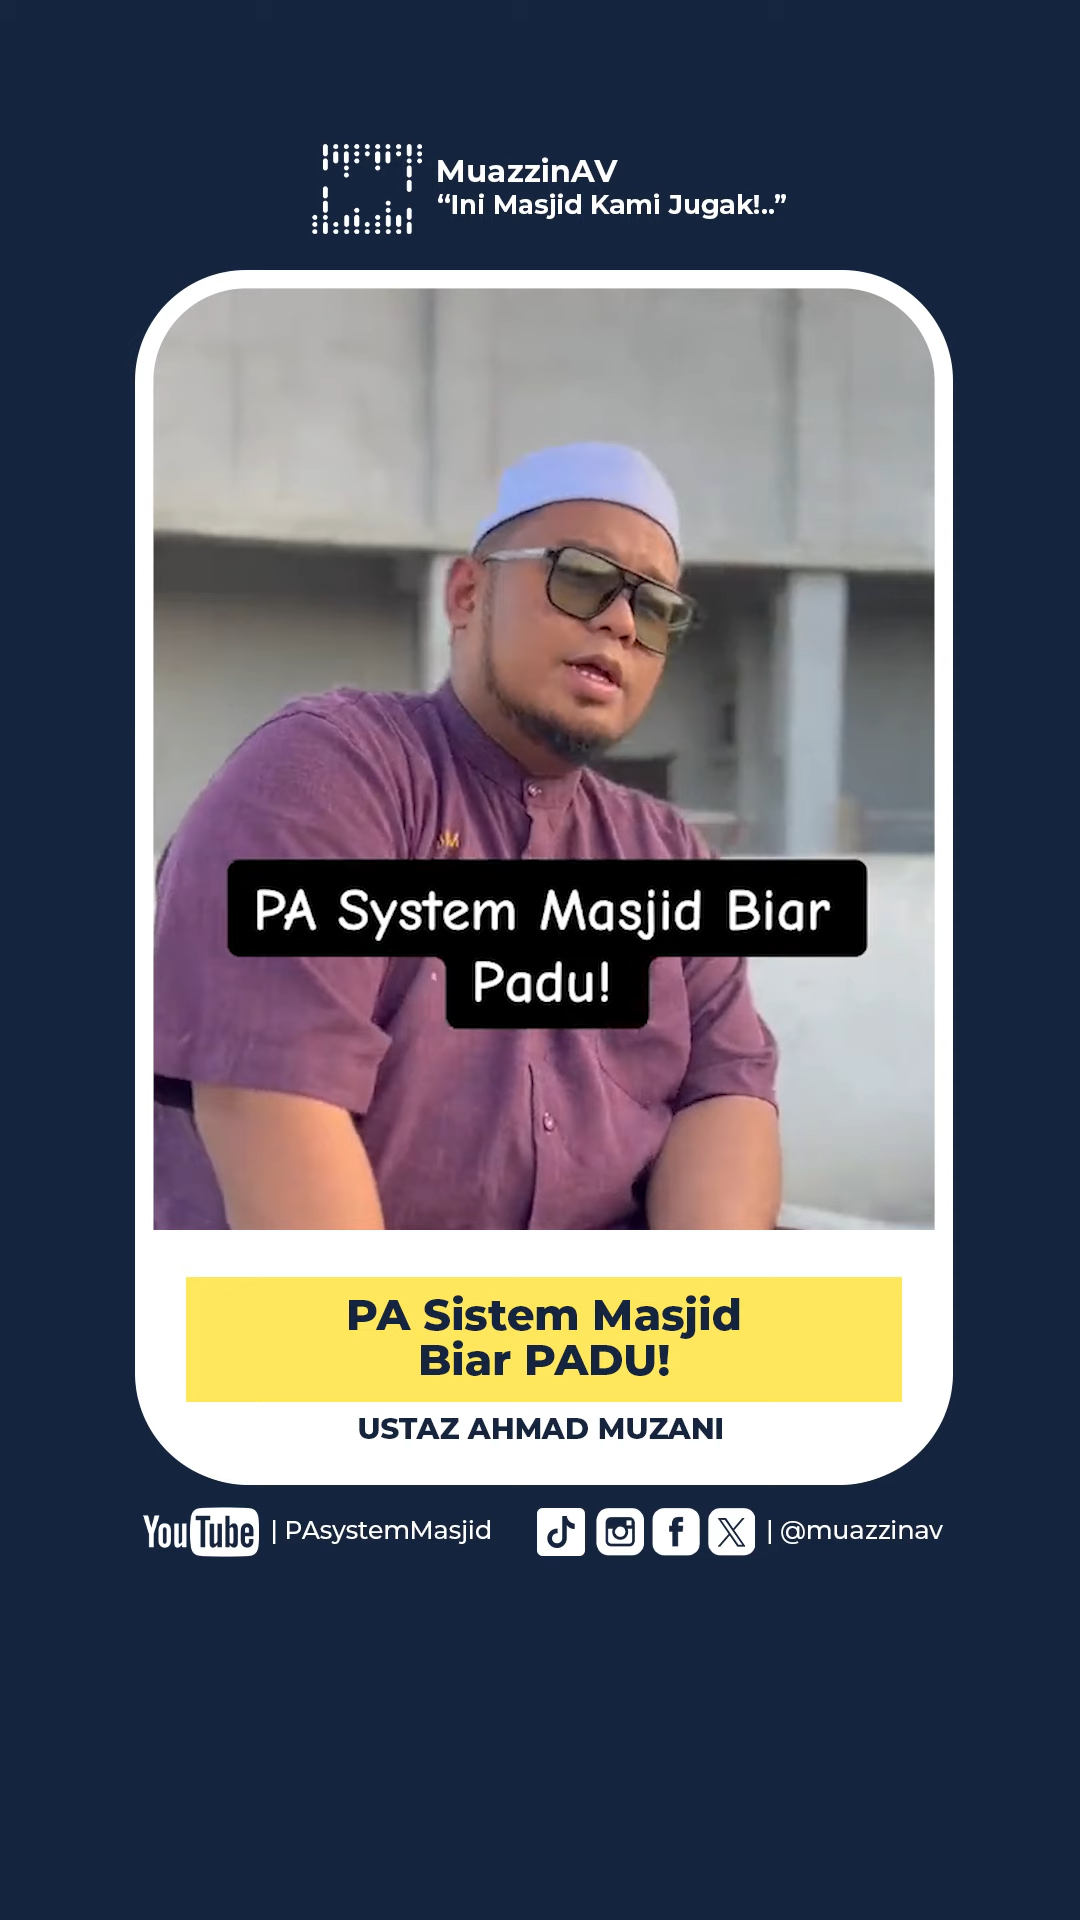 MuazzinAV
“Ini Masjid Kami Jugak!..”
PA System Masjid Biar
Padu!
PA Sistem Masjid
Biar PADU!
USTAZ AHMAD MUZANI
YouTube | PAsystemMasjid
| @muazzinav